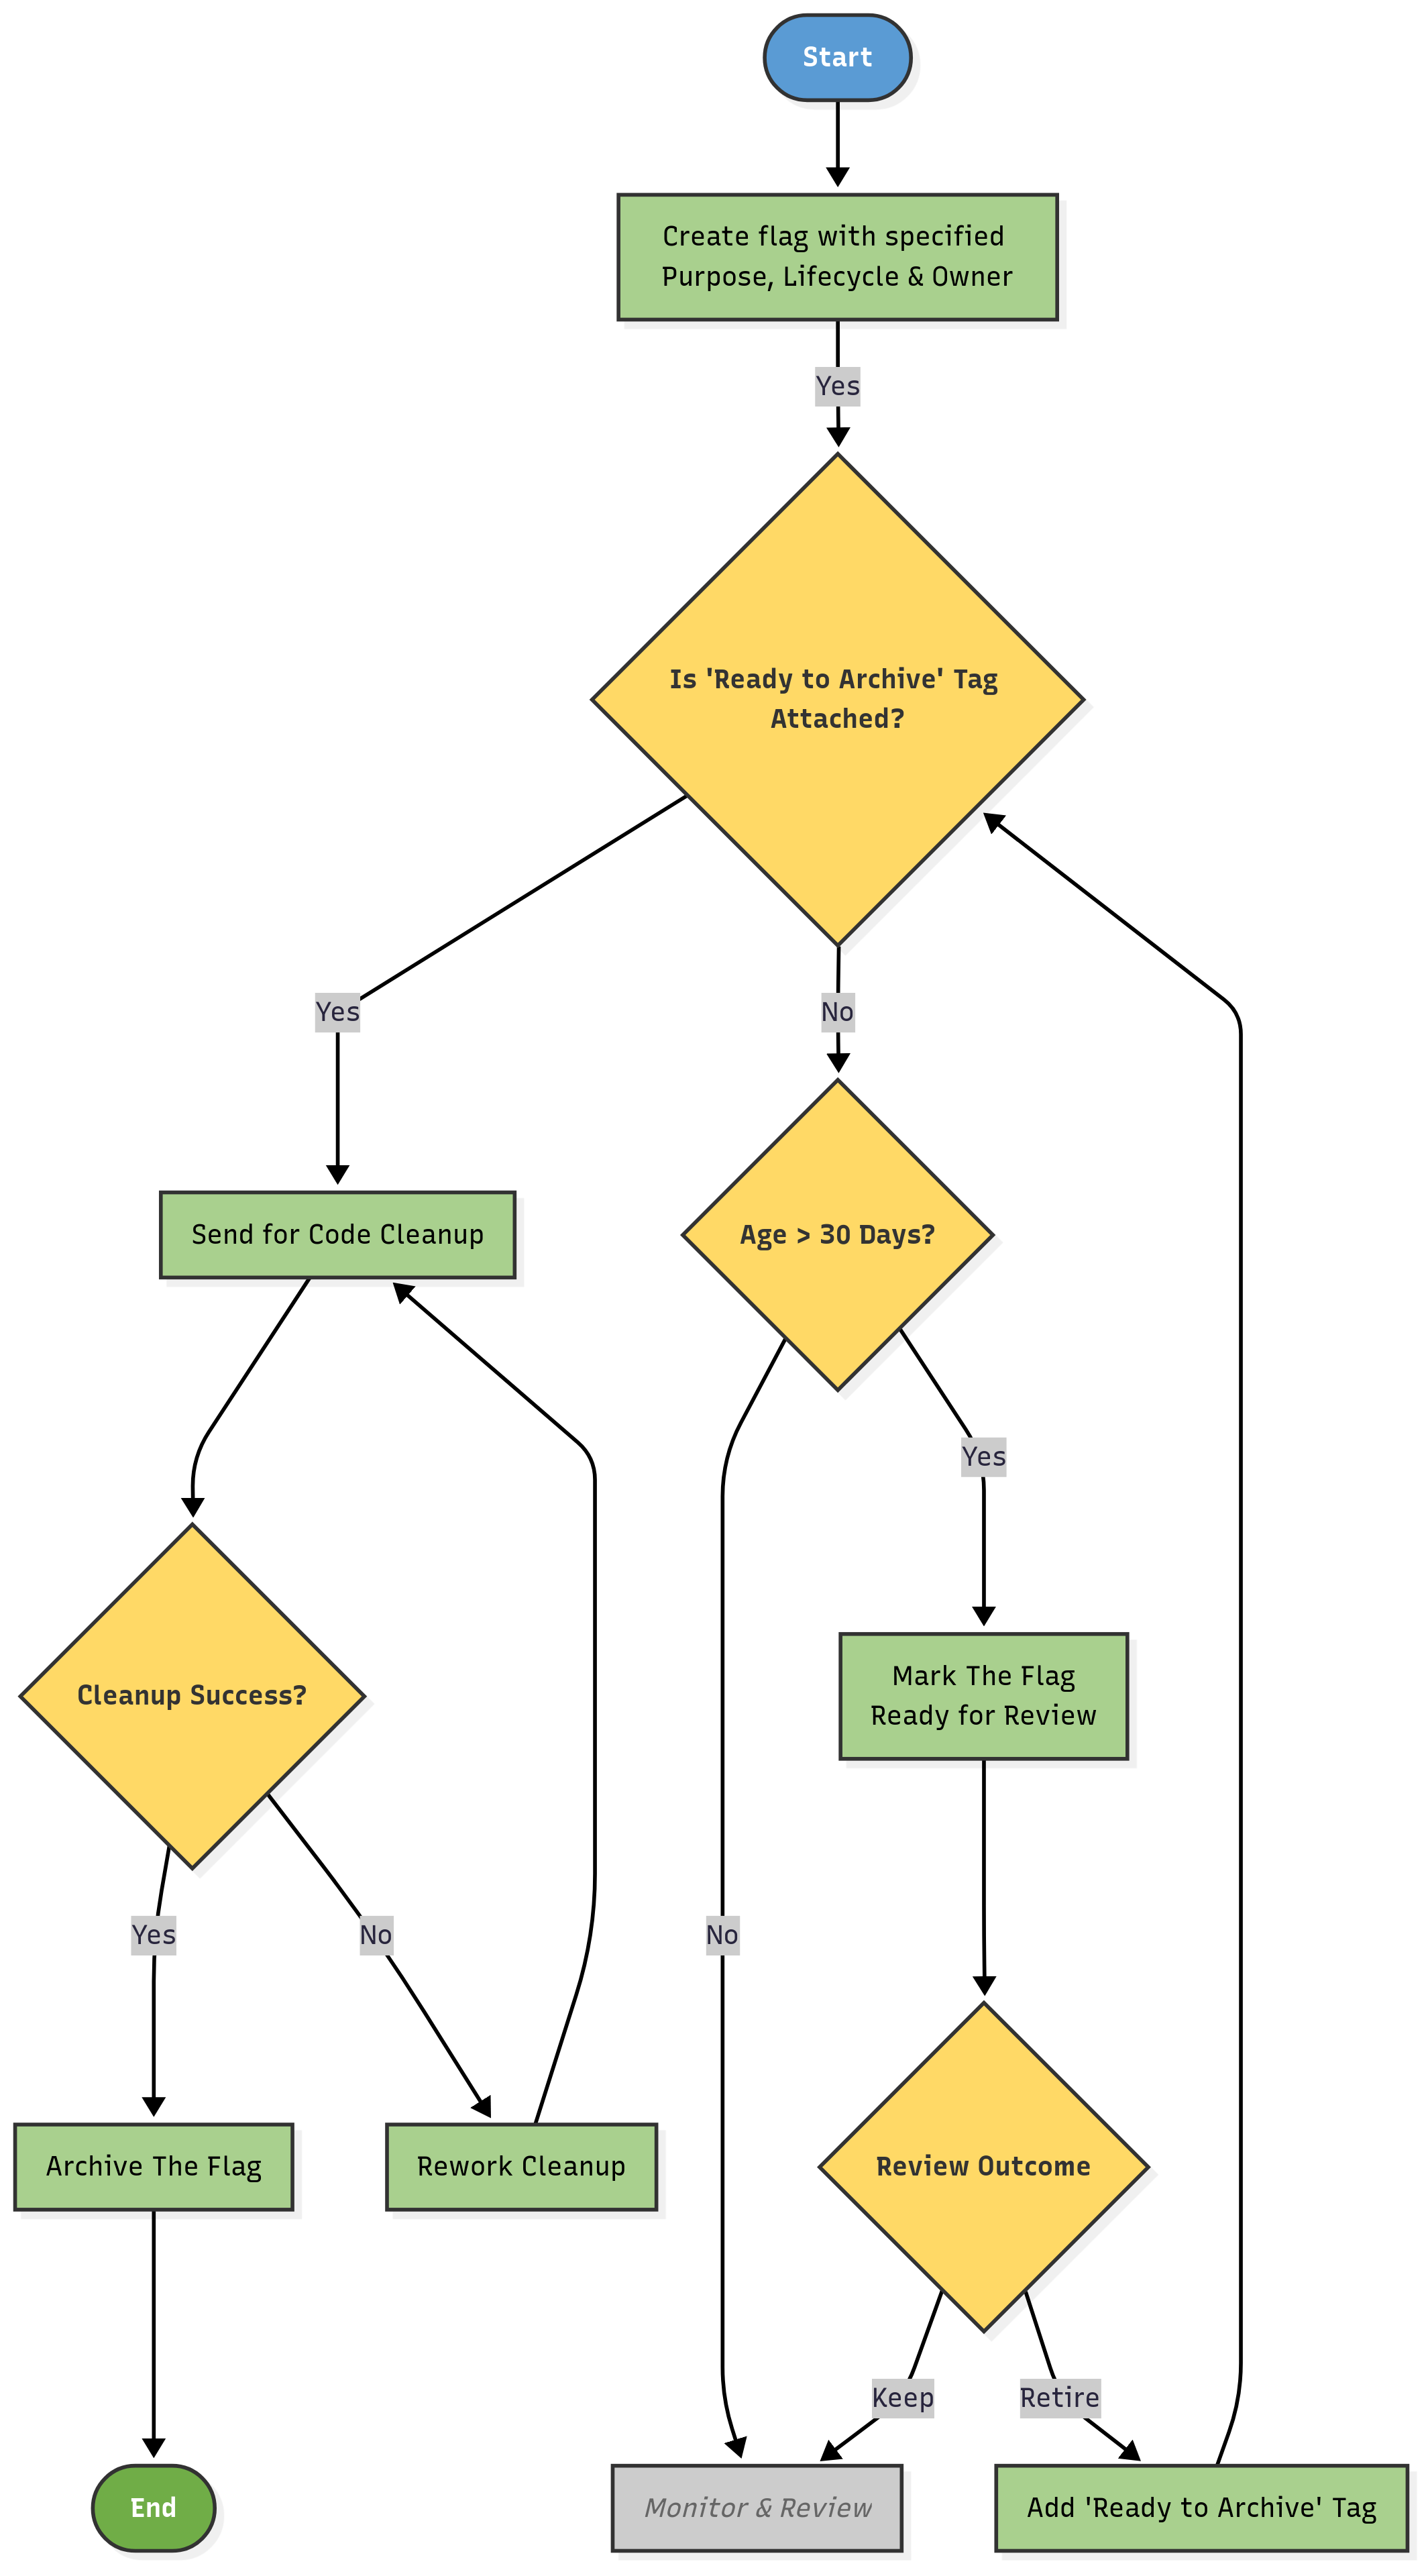 Start
Create flag with specified
Purpose, Lifecycle & Owner
Yes
Is 'Ready to Archive' Tag
Attached?
Yes
No
Send for Code Cleanup
Age > 30 Days?
Yes
Cleanup Success?
Mark The Flag
Ready for Review
Yes
No
No
Archive The Flag
Rework Cleanup
Review Outcome
Keep
Retire
End
Monitor & Review
Add 'Ready to Archive' Tag